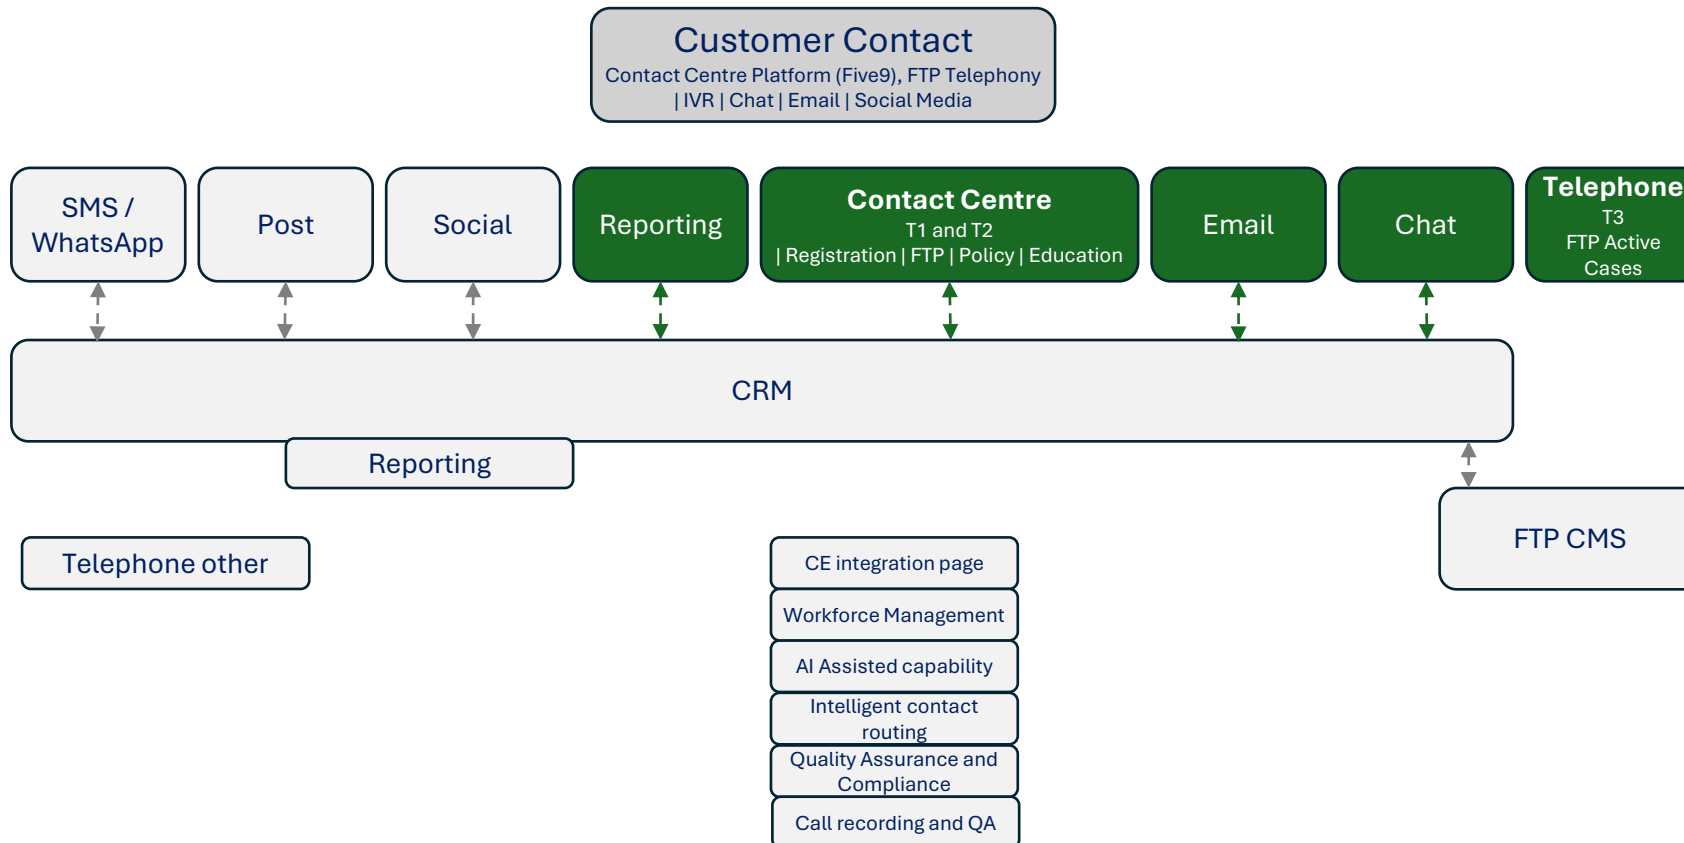 Customer Contact
Contact Centre Platform (Five9), FTP Telephony
| IVR | Chat | Email | Social Media
SMS /
WhatsApp
Post
Social
Reporting
Contact Centre
T1 and T2
| Registration | FTP | Policy | Education
Email
Chat
Telephone
T3
FTP Active
Cases
CRM
Reporting
FTP CMS
Telephone other
CE integration page
Workforce Management
AI Assisted capability
Intelligent contact
routing
Quality Assurance and
Compliance
Call recording and QA